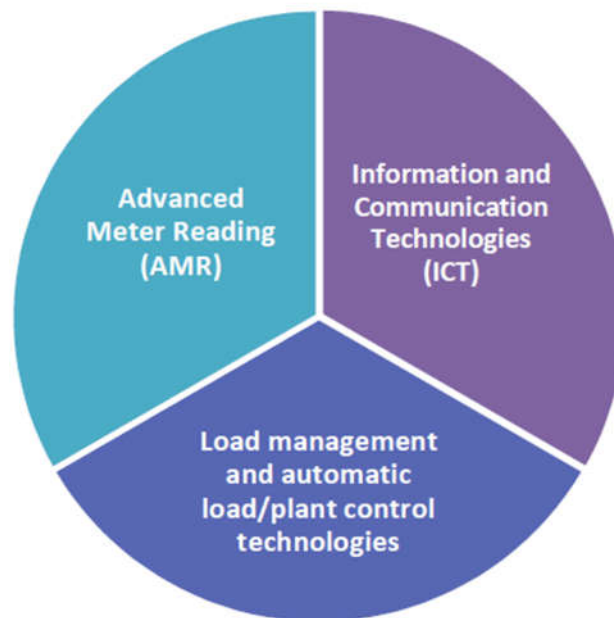 Advanced
Meter Reading
(AMR)
Information and
Communication
Technologies
(ICT)
Load management
and automatic
load/plant control
technologies